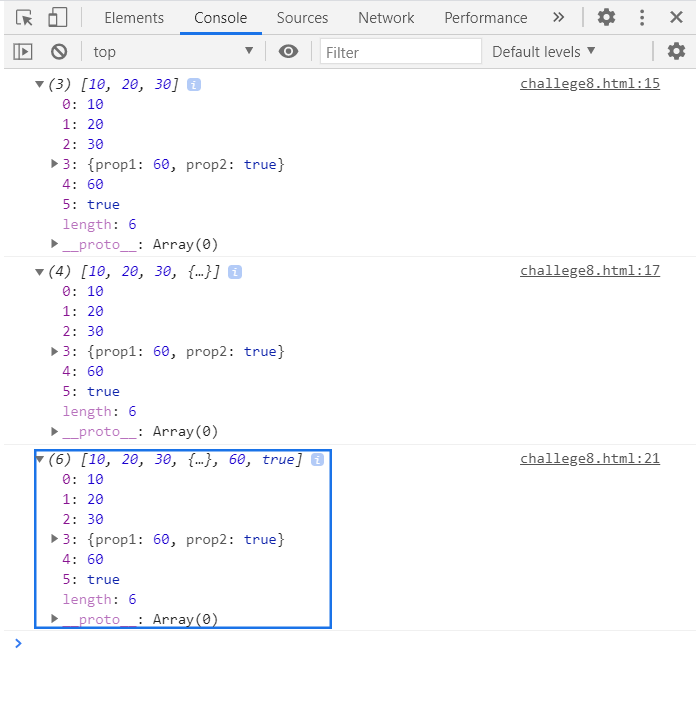 Elements Console Sources Network Performance »
top Filter Default levels
(3) [10, 20, 30] i challege8.html:15
0: 10
1: 20
2: 30
3: {prop1: 60, prop2: true}
4: 60
5: true
length: 6
__proto__: Array(0)
(4) [10, 20, 30, {…}] i challege8.html:17
0: 10
1: 20
2: 30
3: {prop1: 60, prop2: true}
4: 60
5: true
length: 6
__proto__: Array(0)
(6) [10, 20, 30, {…}, 60, true] i challege8.html:21
0: 10
1: 20
2: 30
3: {prop1: 60, prop2: true}
4: 60
5: true
length: 6
__proto__: Array(0)